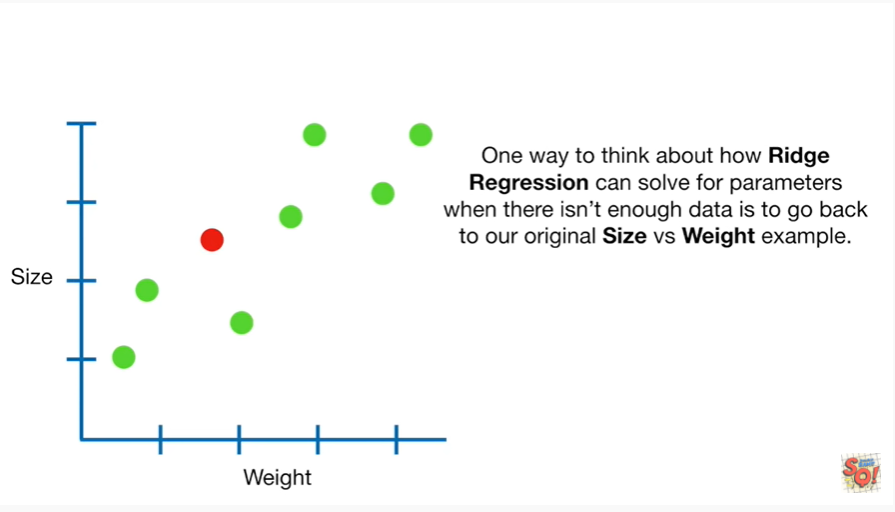 One way to think about how Ridge
Regression can solve for parameters
when there isn’t enough data is to go back
to our original Size vs Weight example.
Size
Weight
SQ!